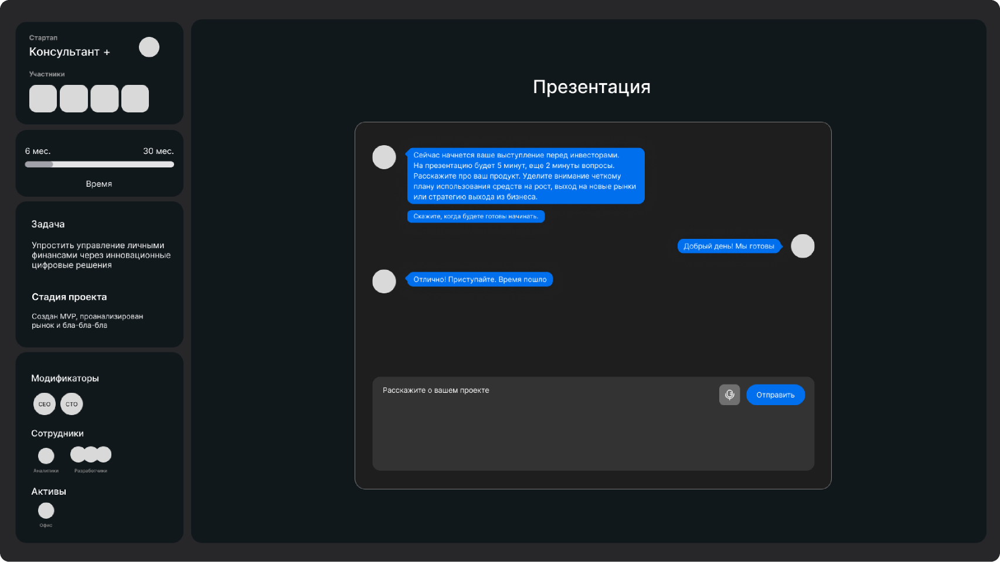 Стартап
Консультант +
Участники
6 мес.
30 мес.
Время
Задача
Упростить управление личными
финансами через инновационные
цифровые решения
Стадия проекта
Создан MVP, проанализирован
рынок и бла-бла-бла
Модификаторы
CEO
СТО
Сотрудники
Аналитики
Разработчики
Активы
Офис
Презентация
Сейчас начнется ваше выступление перед инвесторами.
На презентацию будет 5 минут, еще 2 минуты вопросы.
Расскажите про ваш продукт. Уделите внимание четкому
плану использования средств на рост, выход на новые рынки
или стратегию выхода из бизнеса.
Скажите, когда будете готовы начинать.
Добрый день! Мы готовы
Отлично! Приступайте. Время пошло
Расскажите о вашем проекте
Отправить